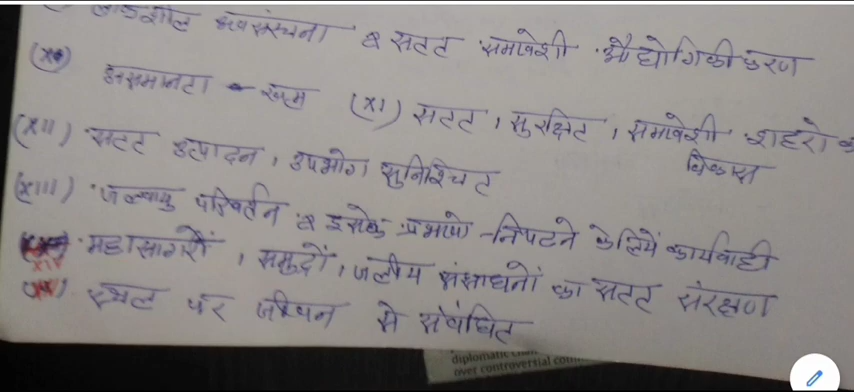 लचीला अवसंरचना & सतत समावेशी औद्योगिकीकरण
(X) असमानता - खत्म (XI) सतत, सुरक्षित, समावेशी शहरो
विकास
(XII) सतत उत्पादन, उपभोग सुनिश्चित
(XIII) जलवायु परिवर्तन & इसके प्रभावो निपटने के लिये कार्यवाही
XIV महासागरों, समुद्रों, जलीय संसाधनों का सतत संरक्षण
स्थल पर जीवन से संबंधित
diplomatic
over controversial